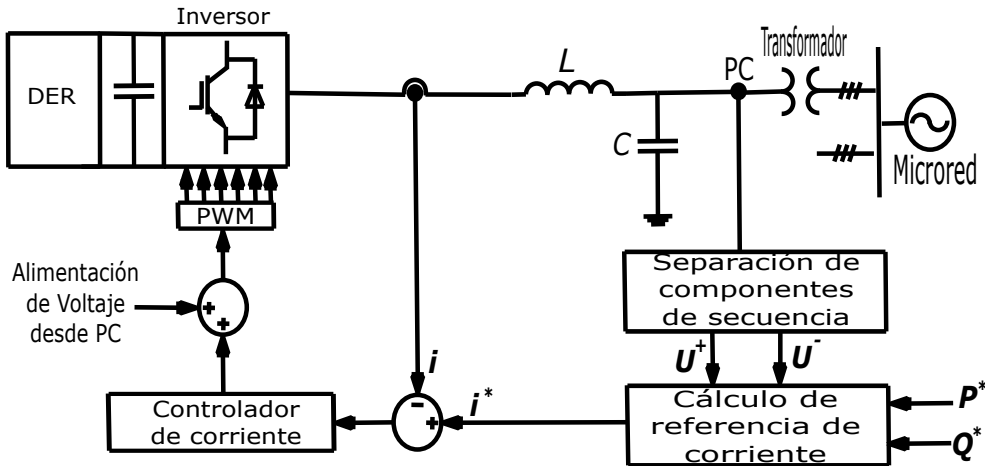 Inversor
DER
L
PC
Transformador
C
Microred
PWM
Alimentación
de Voltaje
desde PC
+
+
Separación de
componentes
de secuencia
U+
U-
i
i*
-
+
Controlador
de corriente
Cálculo de
referencia de
corriente
P*
Q*